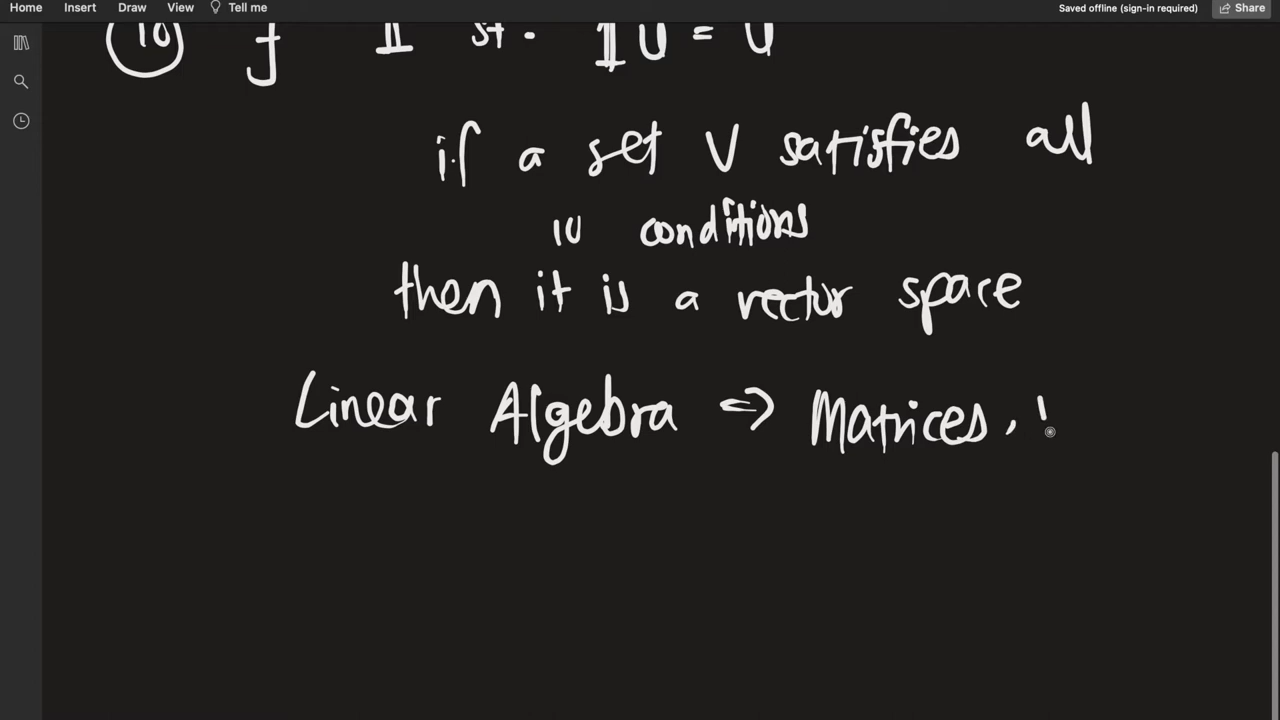 Home Insert Draw View Tell me Saved offline (sign-in required) Share
10 ∃ 𝟙 st. 𝟙U = U
if a set V satisfies all
10 conditions
then it is a vector space
Linear Algebra <=> Matrices,